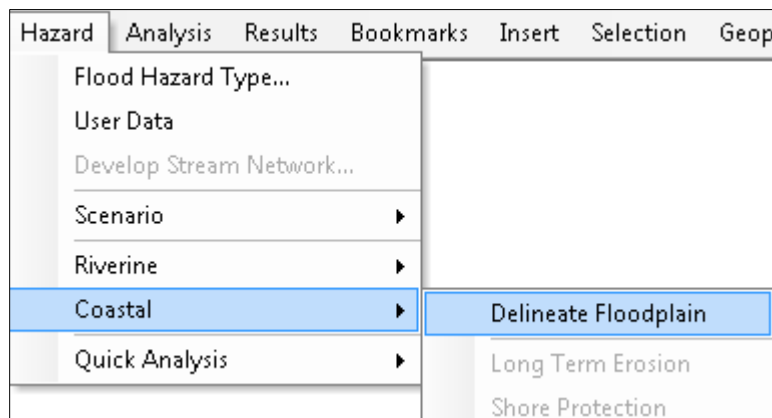 Hazard Analysis Results Bookmarks Insert Selection Geop
Flood Hazard Type...
User Data
Develop Stream Network...
Scenario
Riverine
Coastal
Delineate Floodplain
Quick Analysis
Long Term Erosion
Shore Protection